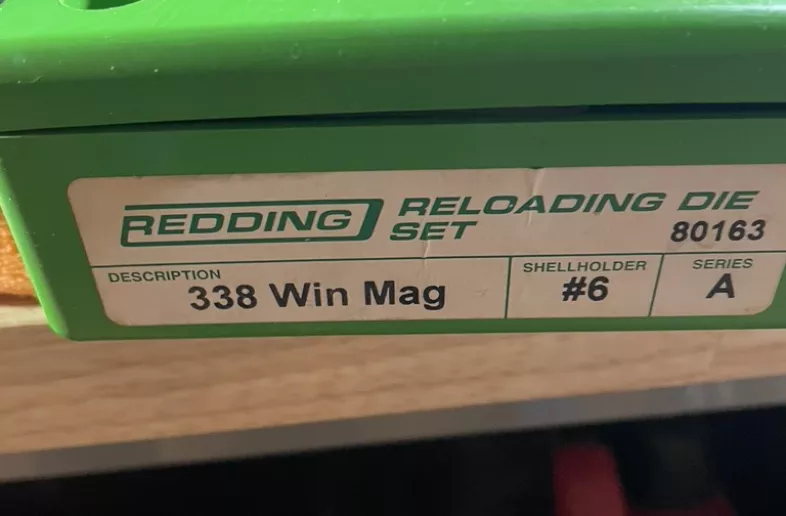 REDDING RELOADING DIE
SET 80163
DESCRIPTION
338 Win Mag
SHELLHOLDER
#6
SERIES
A